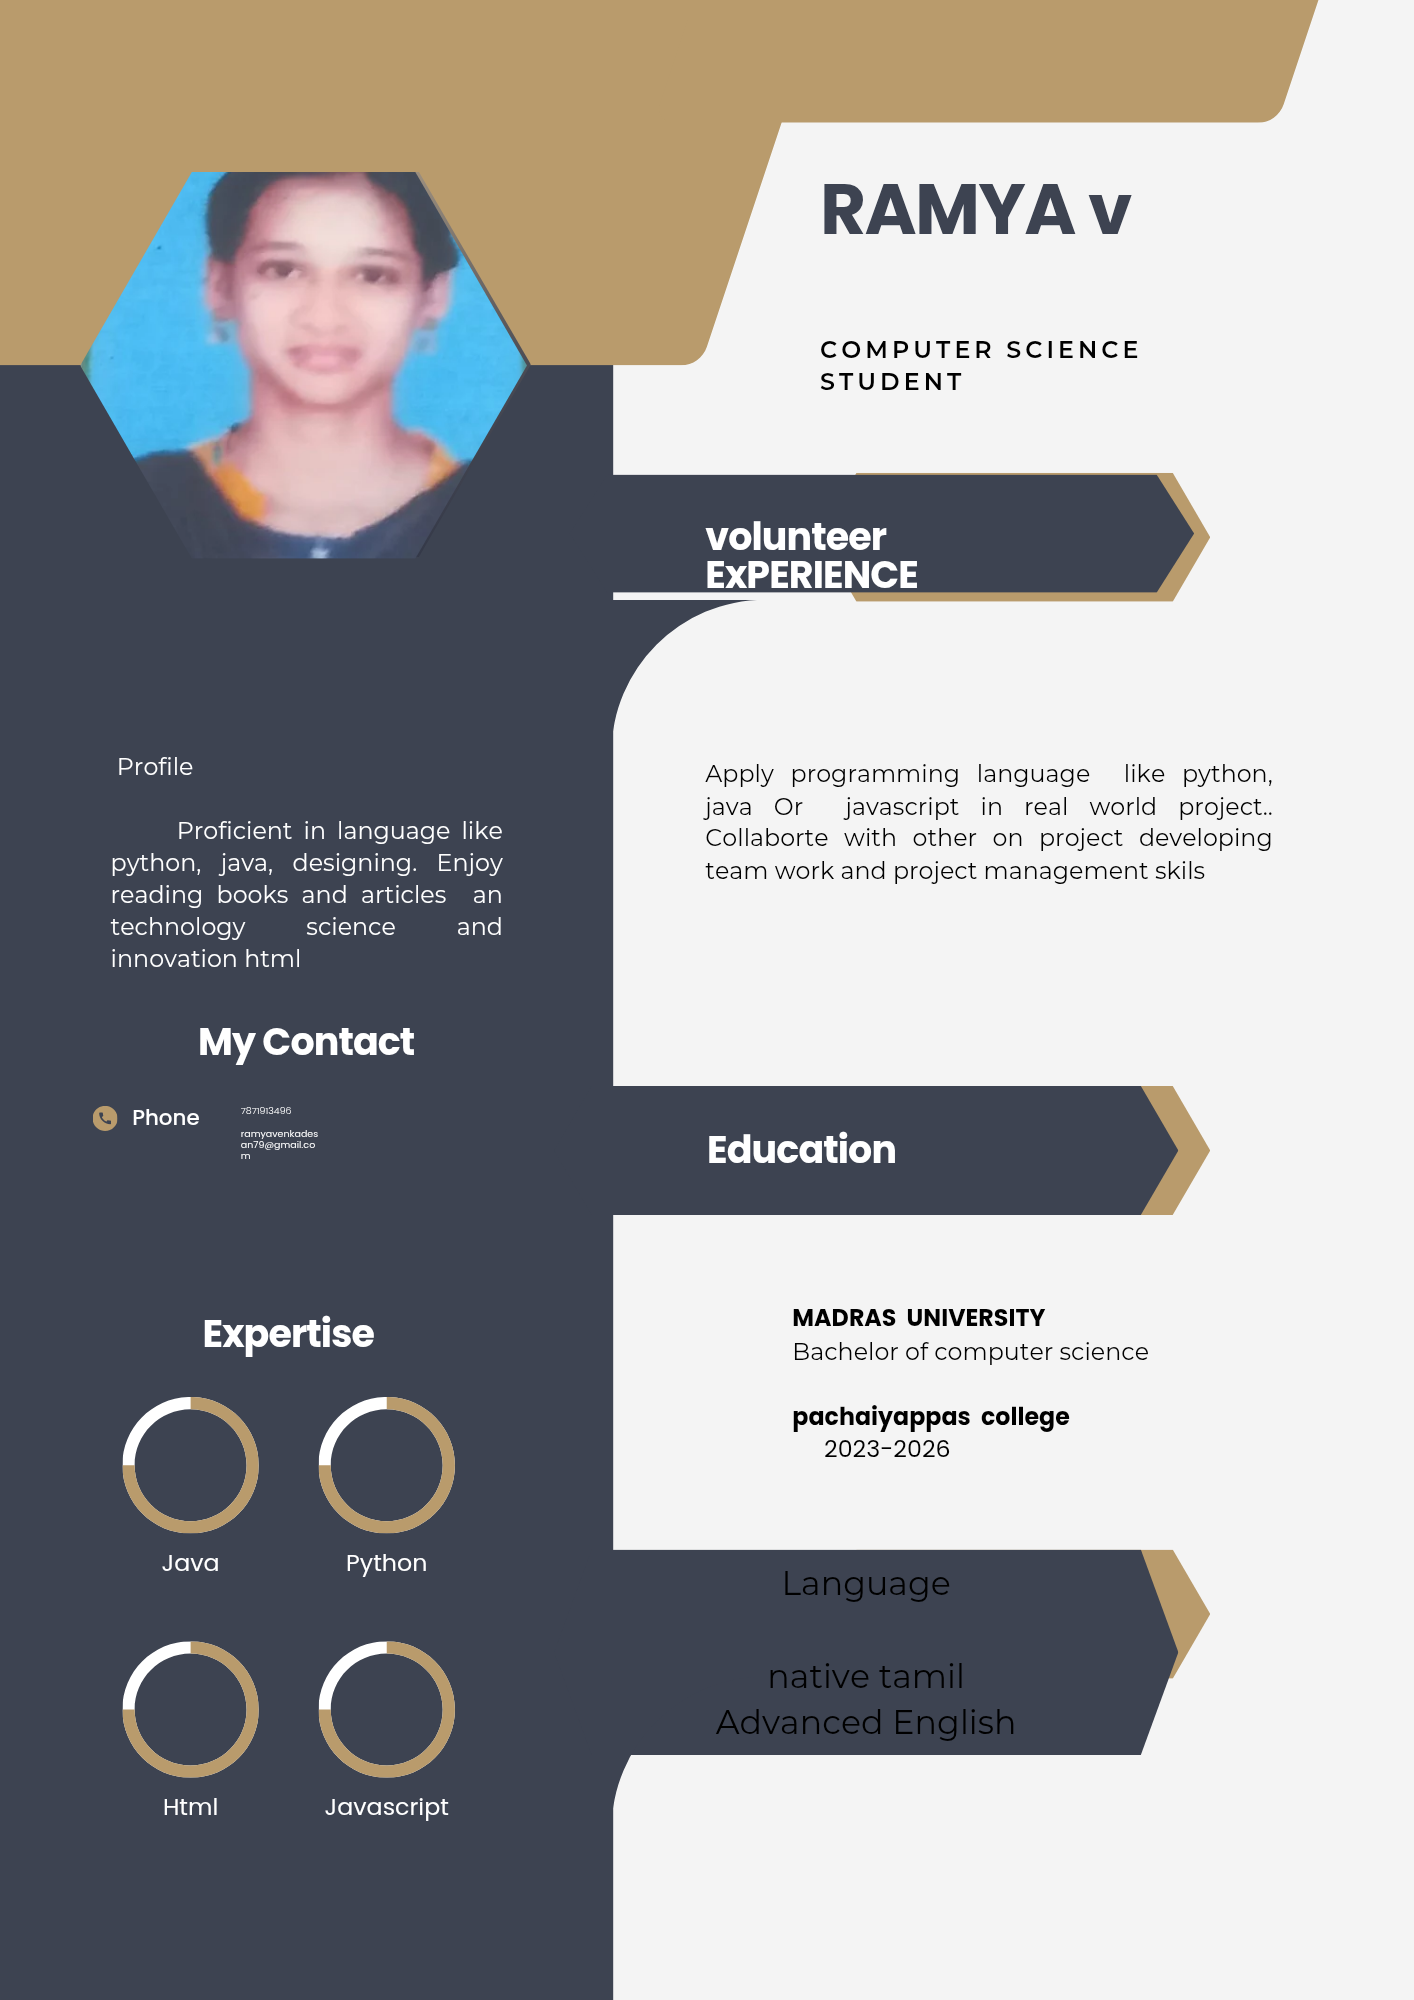 RAMYA v
COMPUTER SCIENCE
STUDENT
volunteer
ExPERIENCE
Apply programming language like python,
java Or javascript in real world project..
Collaborte with other on project developing
team work and project management skils
Profile
Proficient in language like
python, java, designing. Enjoy
reading books and articles an
technology science and
innovation html
My Contact
Phone
7871913496
ramyavenkades
an79@gmail.co
m
Expertise
Java
Python
Html
Javascript
Education
MADRAS UNIVERSITY
Bachelor of computer science
pachaiyappas college
2023-2026
Language
native tamil
Advanced English